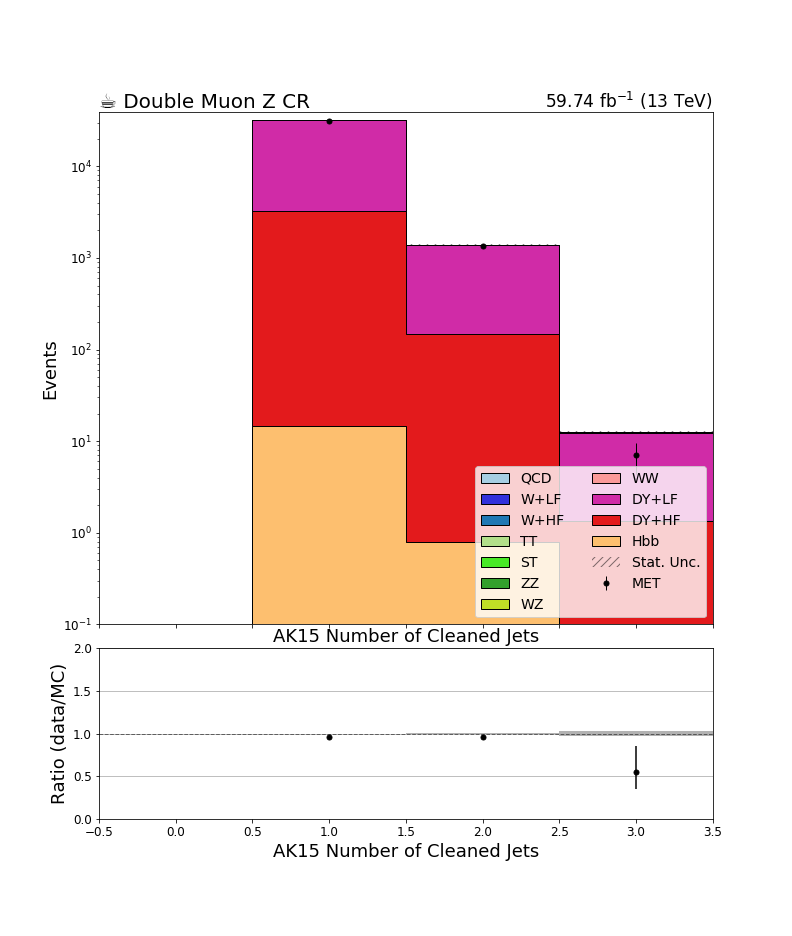 ☕ Double Muon Z CR 59.74 fb⁻¹ (13 TeV)
Events
10⁴
10³
10²
10¹
10⁰
10⁻¹
QCD WW
W+LF DY+LF
W+HF DY+HF
TT Hbb
ST Stat. Unc.
ZZ MET
WZ
AK15 Number of Cleaned Jets
Ratio (data/MC)
2.0
1.5
1.0
0.5
0.0
−0.5 0.0 0.5 1.0 1.5 2.0 2.5 3.0 3.5
AK15 Number of Cleaned Jets